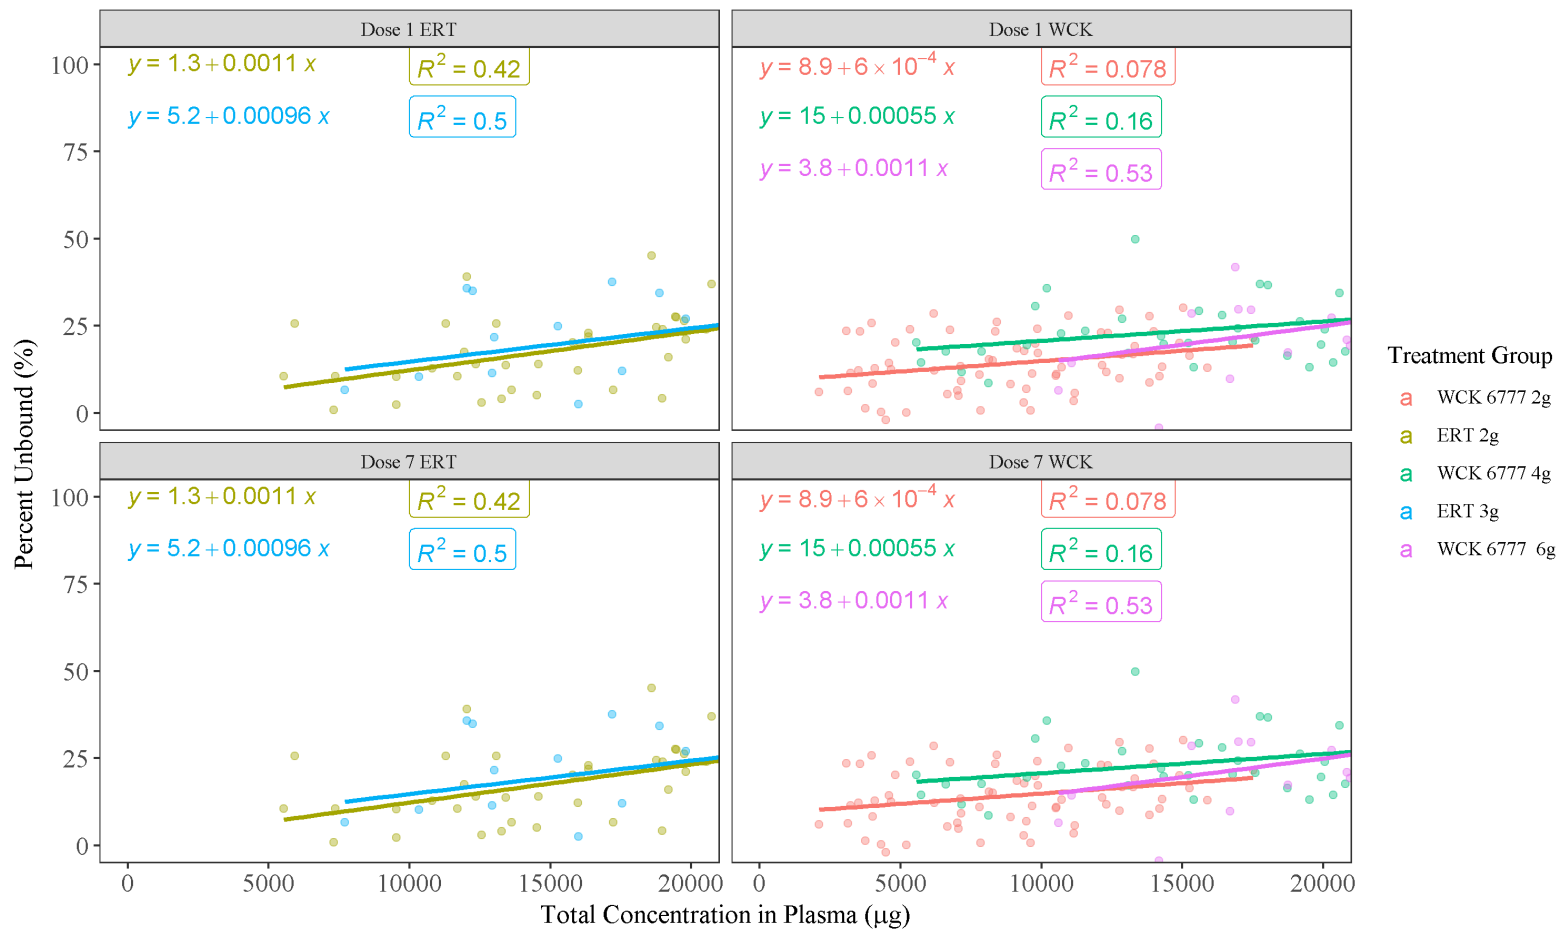 Dose 1 ERT
Dose 1 WCK
y = 1.3 + 0.0011 x
R² = 0.42
y = 5.2 + 0.00096 x
R² = 0.5
y = 8.9 + 6 × 10⁻⁴ x
R² = 0.078
y = 15 + 0.00055 x
R² = 0.16
y = 3.8 + 0.0011 x
R² = 0.53
100
75
50
25
0
Dose 7 ERT
Dose 7 WCK
y = 1.3 + 0.0011 x
R² = 0.42
y = 5.2 + 0.00096 x
R² = 0.5
y = 8.9 + 6 × 10⁻⁴ x
R² = 0.078
y = 15 + 0.00055 x
R² = 0.16
y = 3.8 + 0.0011 x
R² = 0.53
100
75
50
25
0
0 5000 10000 15000 20000
0 5000 10000 15000 20000
Total Concentration in Plasma (μg)
Percent Unbound (%)
Treatment Group
a WCK 6777 2g
a ERT 2g
a WCK 6777 4g
a ERT 3g
a WCK 6777 6g